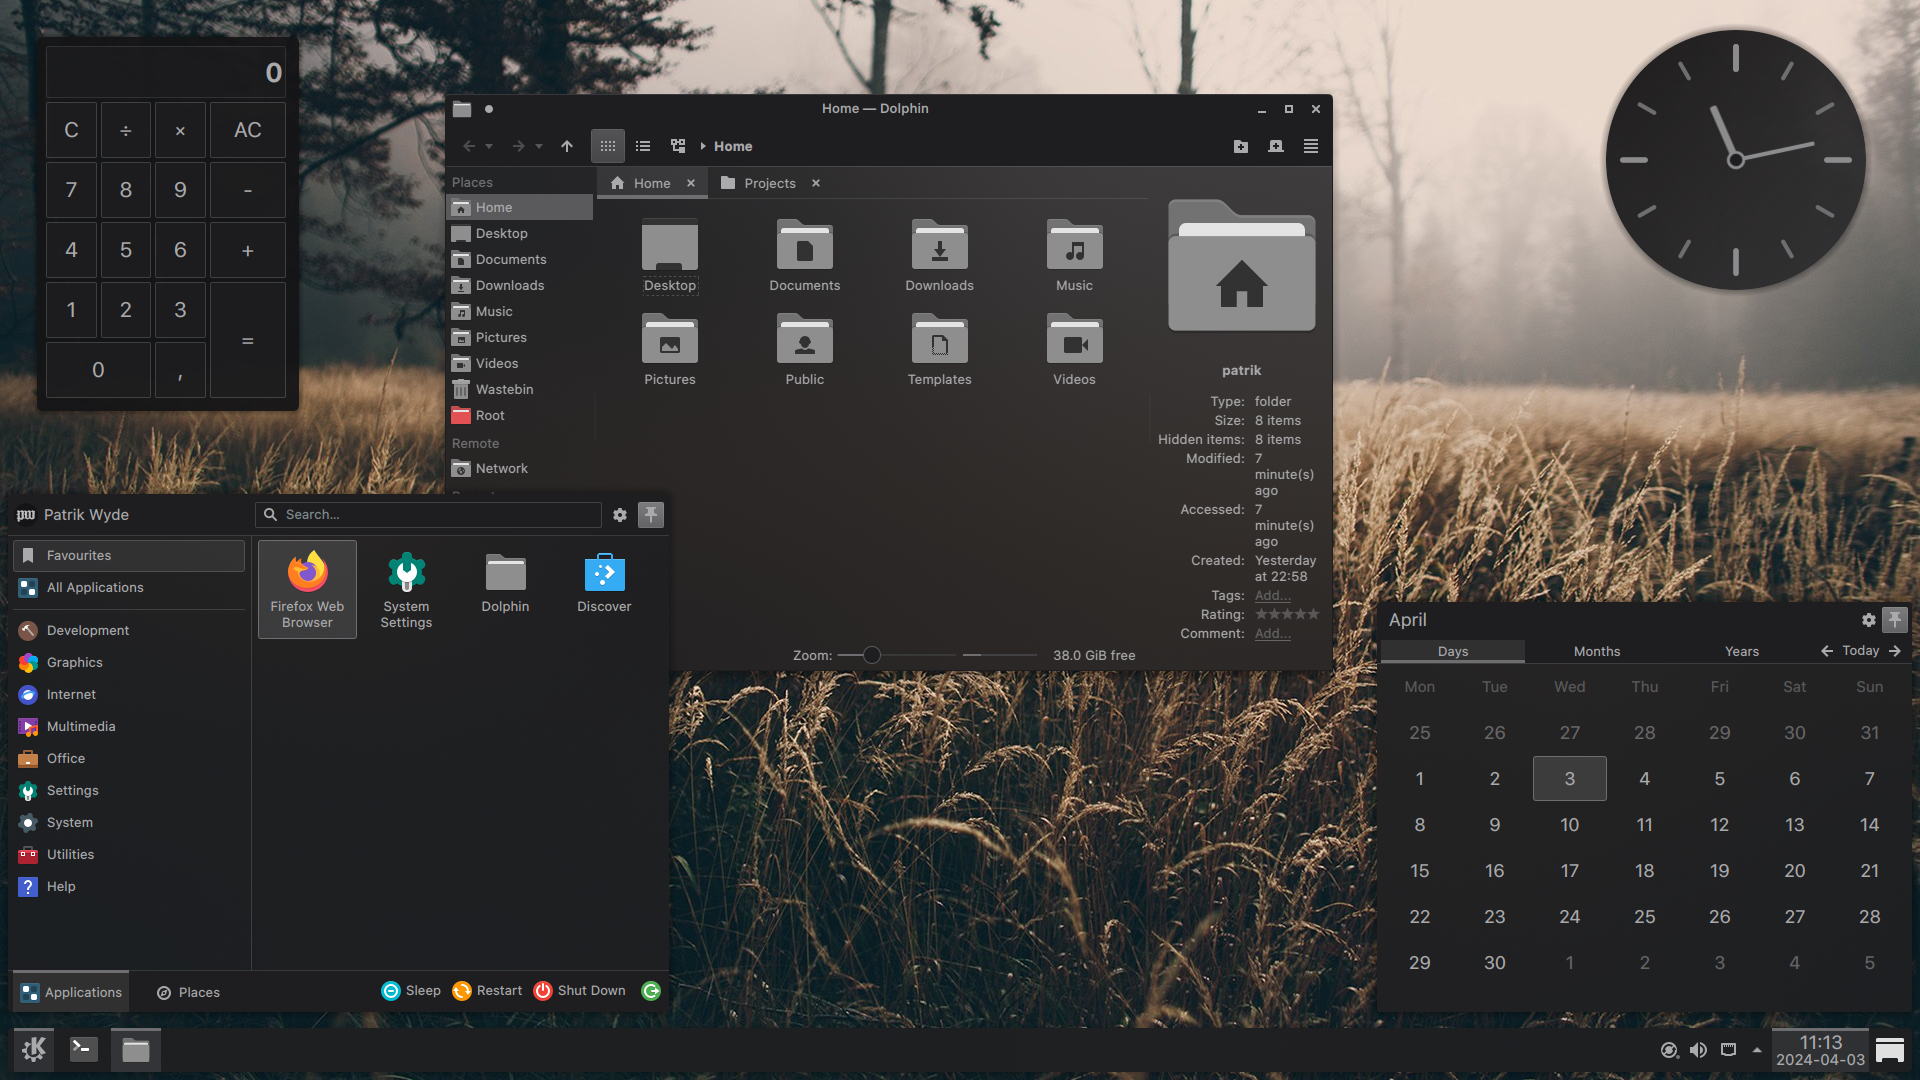 0
C ÷ × AC
7 8 9 -
4 5 6 +
1 2 3 =
0 ,
Home — Dolphin
Home
Places
Home
Desktop
Documents
Downloads
Music
Pictures
Videos
Wastebin
Root
Remote
Network
Home
Projects
Desktop Documents Downloads Music
Pictures Public Templates Videos
patrik
Type: folder
Size: 8 items
Hidden items: 8 items
Modified: 7
minute(s)
ago
Accessed: 7
minute(s)
ago
Created: Yesterday
at 22:58
Tags: Add...
Rating:
Comment: Add...
Zoom:
38.0 GiB free
Patrik Wyde
Search...
Favourites
All Applications
Development
Graphics
Internet
Multimedia
Office
Settings
System
Utilities
Help
Firefox Web
Browser
System
Settings
Dolphin
Discover
Applications
Places
Sleep
Restart
Shut Down
April
Days Months Years Today
Mon Tue Wed Thu Fri Sat Sun
25 26 27 28 29 30 31
1 2 3 4 5 6 7
8 9 10 11 12 13 14
15 16 17 18 19 20 21
22 23 24 25 26 27 28
29 30 1 2 3 4 5
11:13
2024-04-03